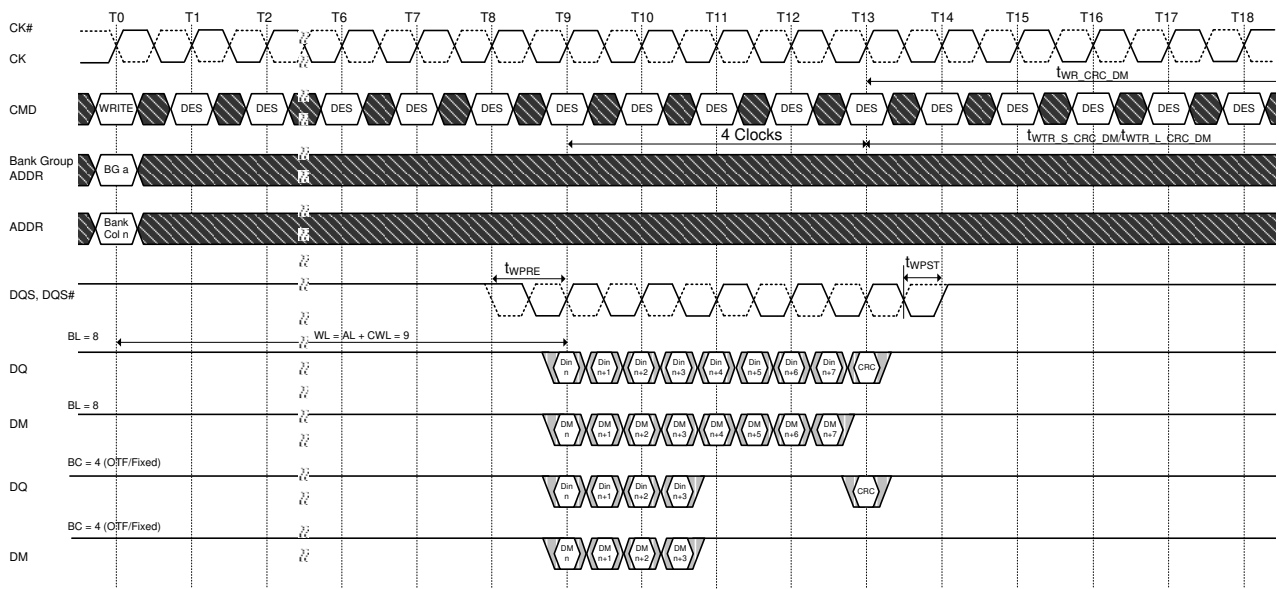 T0 T1 T2 T6 T7 T8 T9 T10 T11 T12 T13 T14 T15 T16 T17 T18
CK#
CK
tWR_CRC_DM
CMD WRITE DES DES DES DES DES DES DES DES DES DES DES DES DES DES DES
4 Clocks tWTR_S_CRC_DM/tWTR_L_CRC_DM
Bank Group
ADDR
BG a
ADDR
Bank
Col n
tWPRE tWPST
DQS, DQS#
BL = 8 WL = AL + CWL = 9
DQ
Din Din Din Din Din Din Din Din CRC
n n+1 n+2 n+3 n+4 n+5 n+6 n+7
BL = 8
DM
DM DM DM DM DM DM DM DM
n n+1 n+2 n+3 n+4 n+5 n+6 n+7
BC = 4 (OTF/Fixed)
DQ
Din Din Din Din CRC
n n+1 n+2 n+3
BC = 4 (OTF/Fixed)
DM
DM DM DM DM
n n+1 n+2 n+3